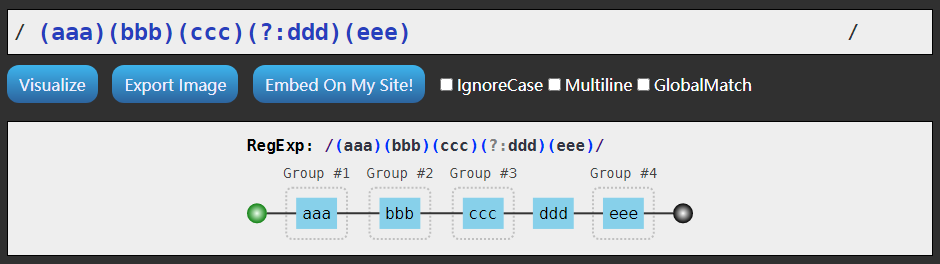 / (aaa)(bbb)(ccc)(?:ddd)(eee) /
Visualize Export Image Embed On My Site! IgnoreCase Multiline GlobalMatch
RegExp: /(aaa)(bbb)(ccc)(?:ddd)(eee)/
Group #1 Group #2 Group #3 Group #4
aaa bbb ccc ddd eee